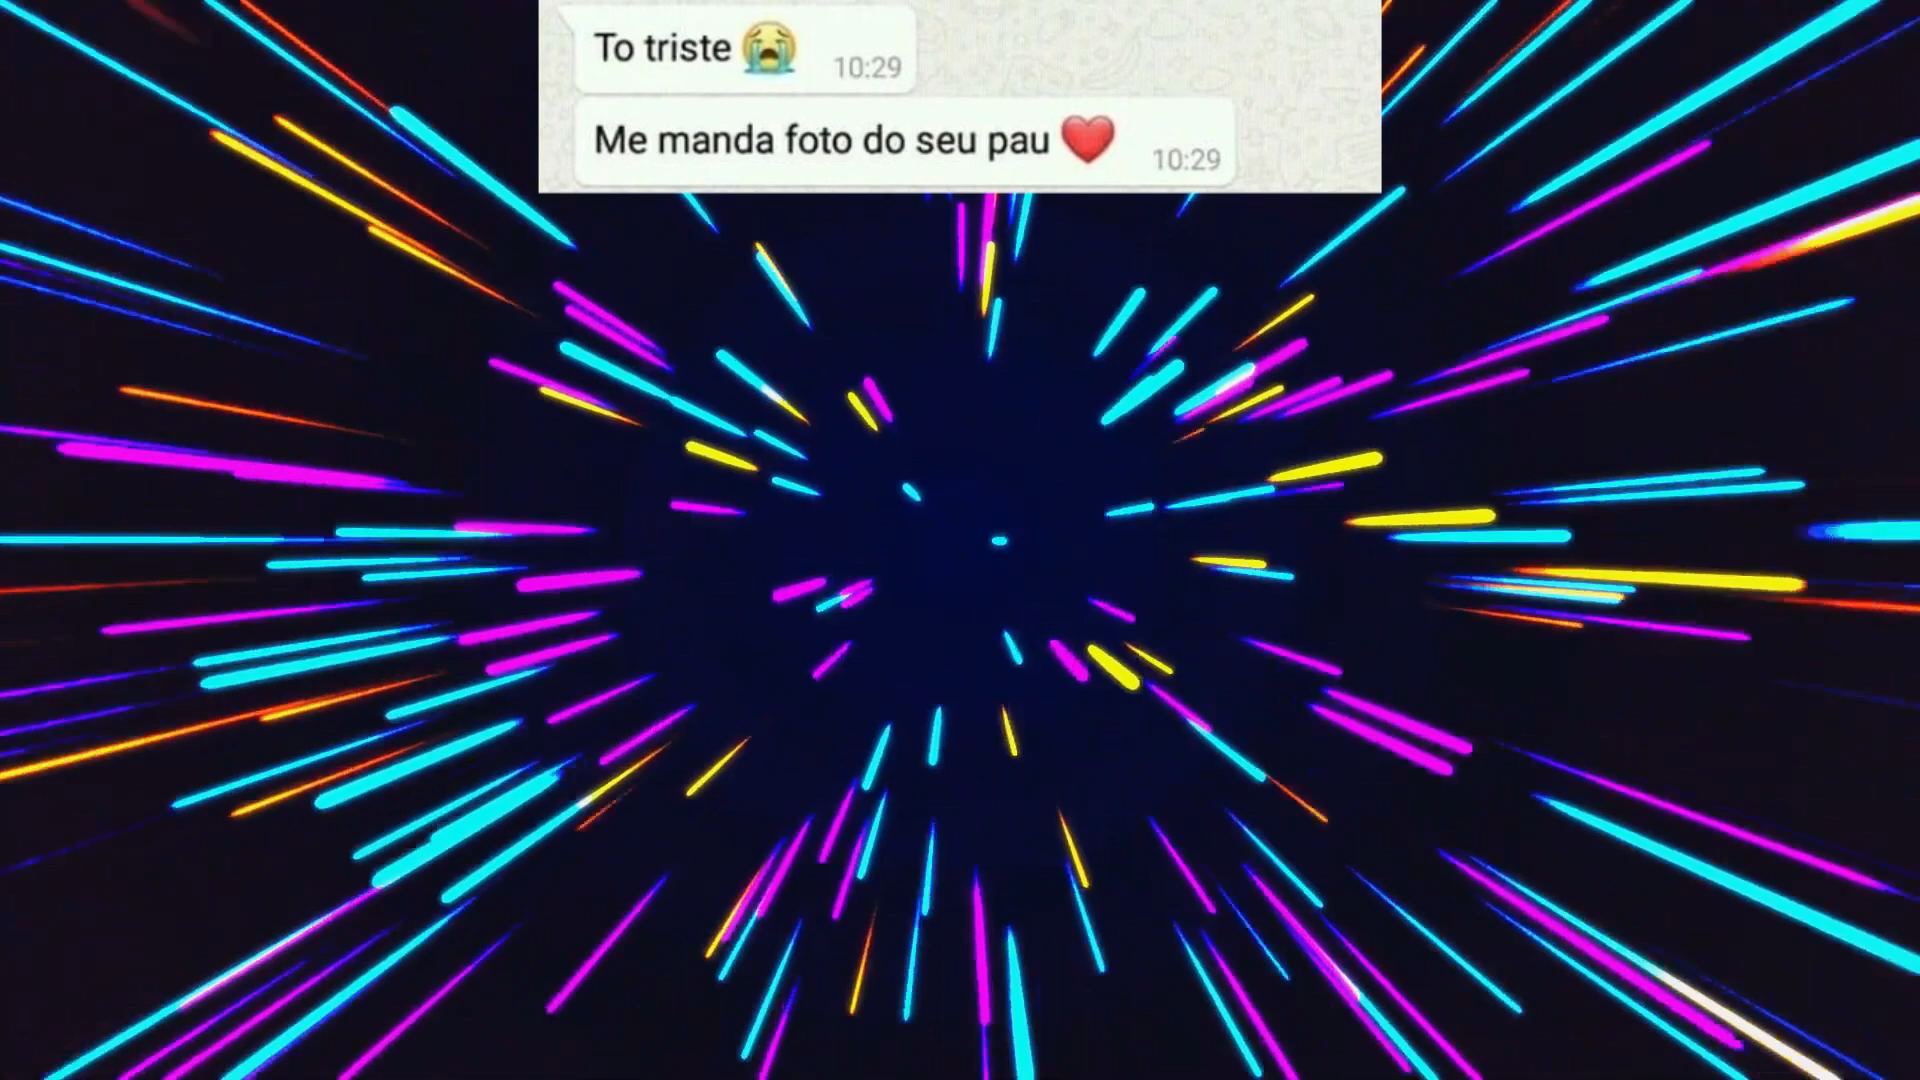 To triste 😭 10:29
Me manda foto do seu pau ❤️ 10:29